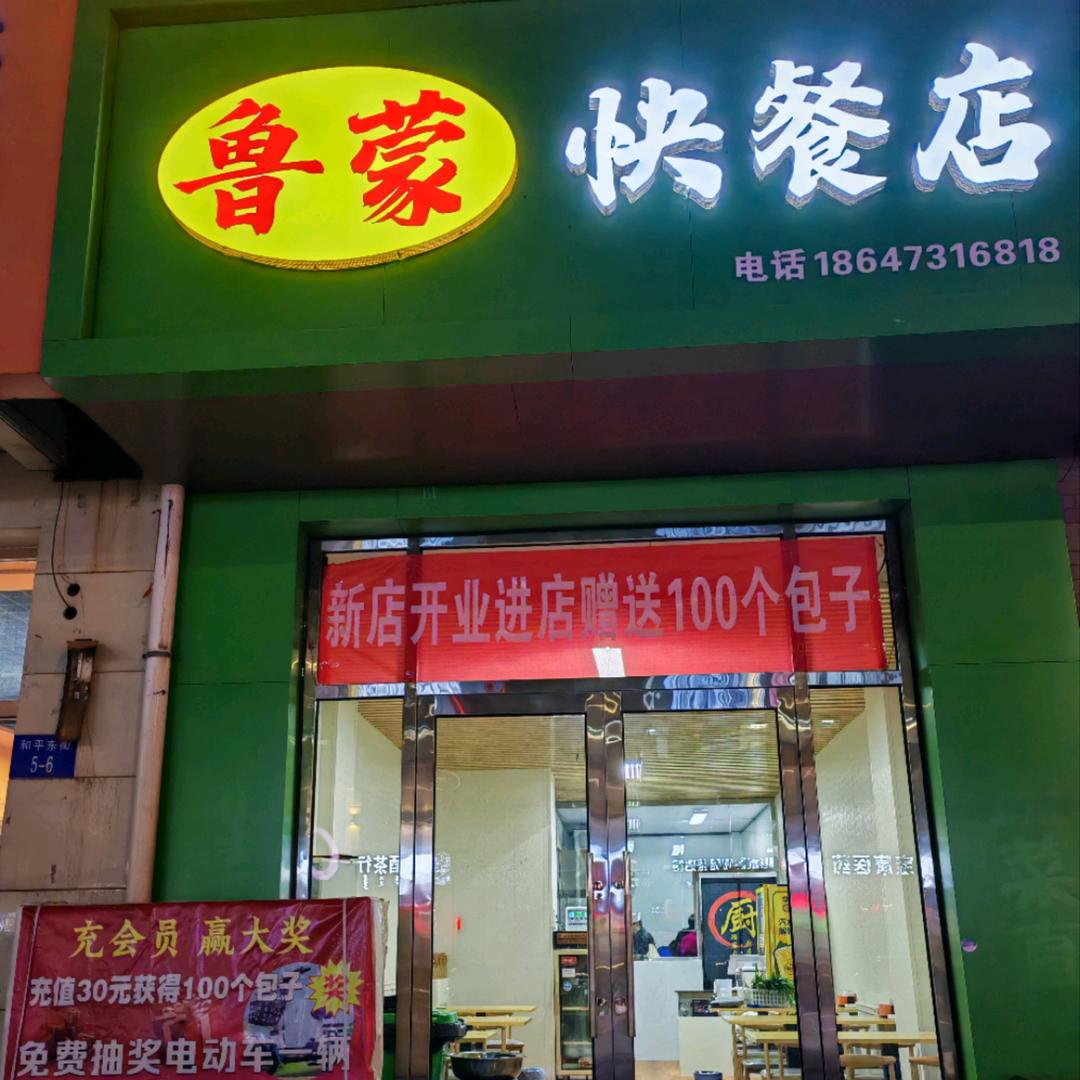 鲁蒙 快餐店
电话18647316818
新店开业进店赠送100个包子
和平东街
5-6
厨
充会员 赢大奖
充值30元获得100个包子
奖
免费抽奖电动车一辆